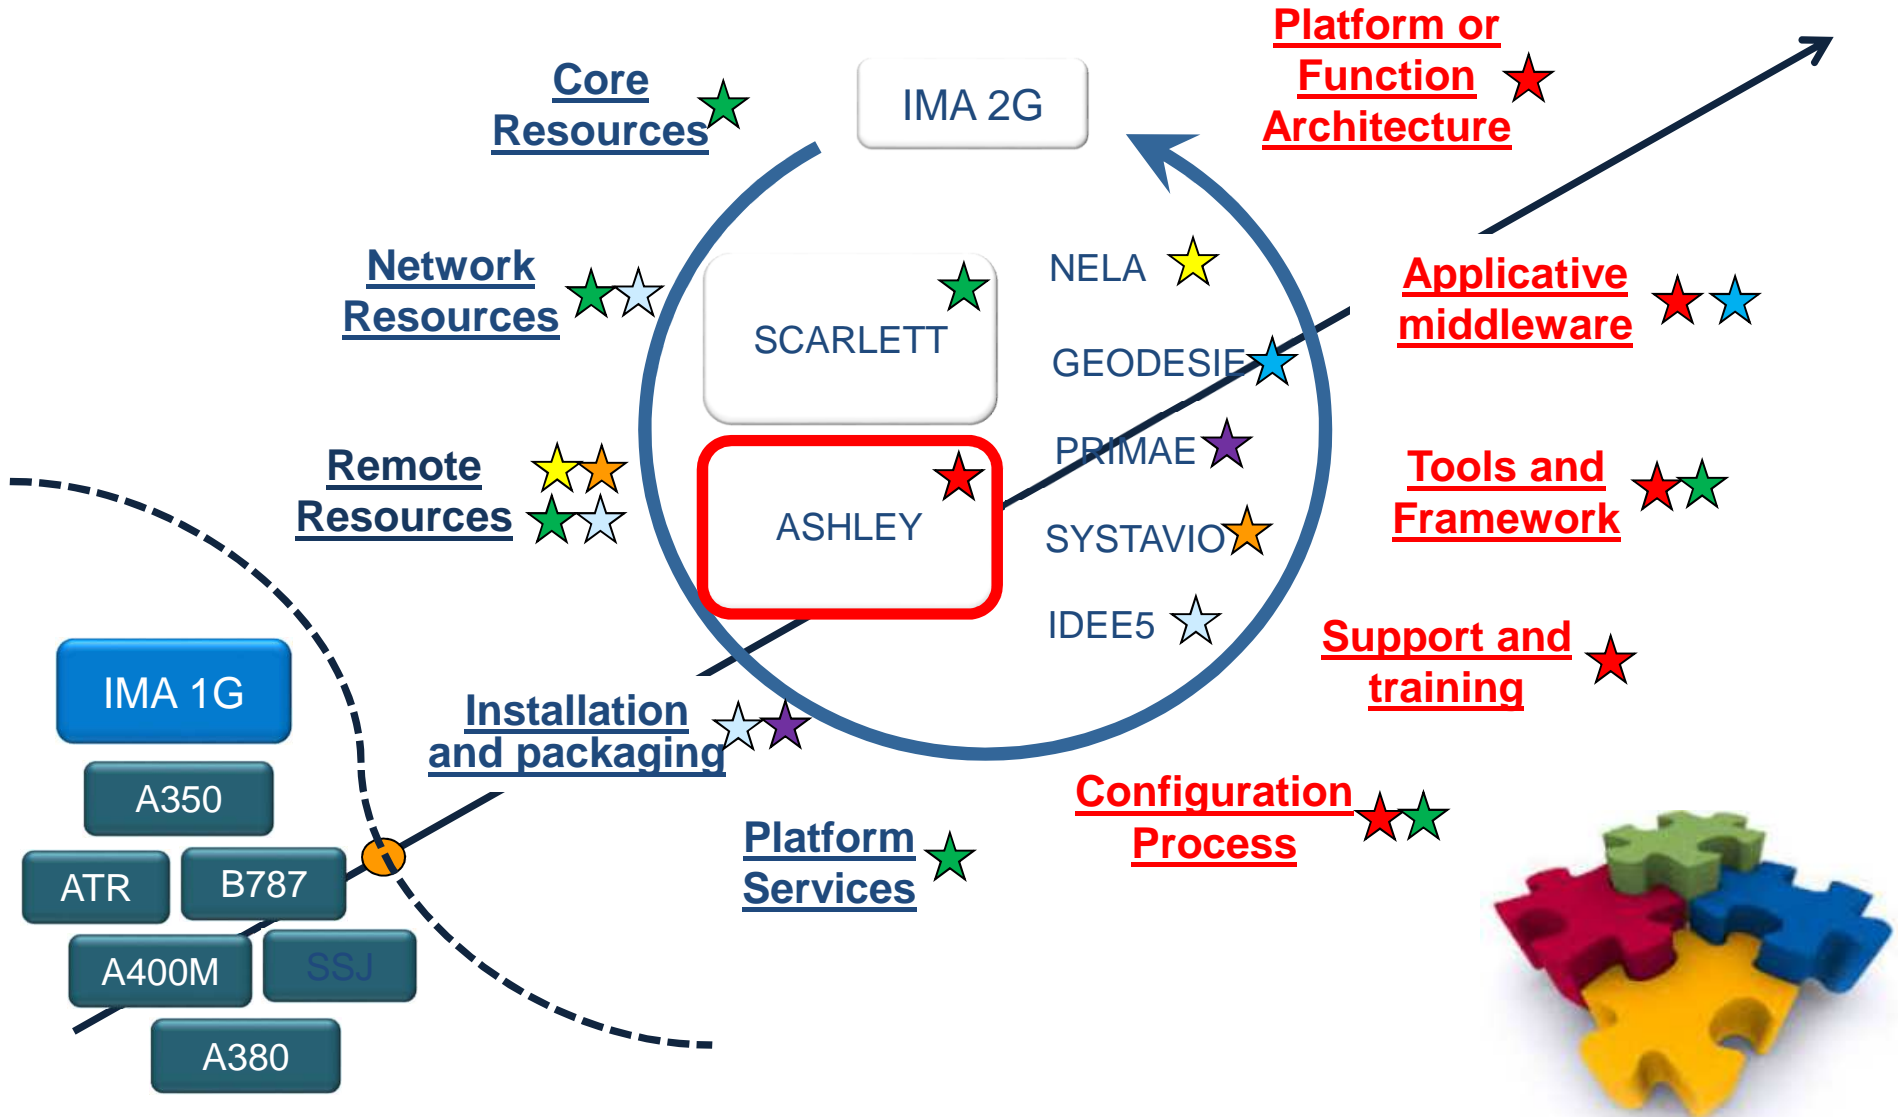 Core
Resources
IMA 2G
Platform or
Function
Architecture
Network
Resources
SCARLETT
NELA
GEODESIE
PRIMAE
SYSTAVIO
IDEE5
Applicative
middleware
Remote
Resources
ASHLEY
Tools and
Framework
Support and
training
IMA 1G
A350
ATR
B787
A400M
SSJ
A380
Installation
and packaging
Platform
Services
Configuration
Process